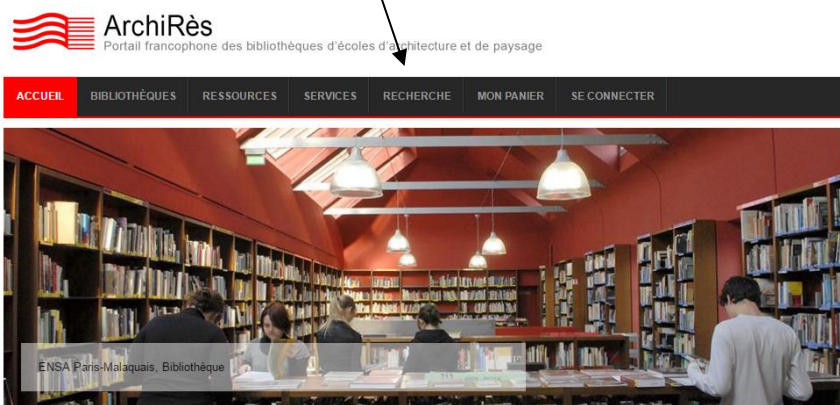 ArchiRès
Portail francophone des bibliothèques d'écoles d'architecture et de paysage
ACCUEIL BIBLIOTHÈQUES RESSOURCES SERVICES RECHERCHE MON PANIER SE CONNECTER
ENSA Paris-Malaquais, Bibliothèque